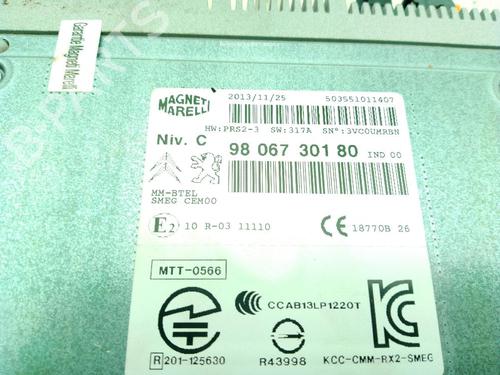 Garantie Magneti Marelli
MAGNETI MARELLI
2013/11/25 503551011407
HW:PRS2-3 SW:317A SN°:3VC0UMRBN
Niv. C 98 067 301 80 IND 00
MM-BTEL
SMEG CEM00
E2 10 R-03 11110 CE 18770B 26
MTT-0566
CCAB13LP1220T
R 201-125630 R43998 KCC-CMM-RX2-SMEG